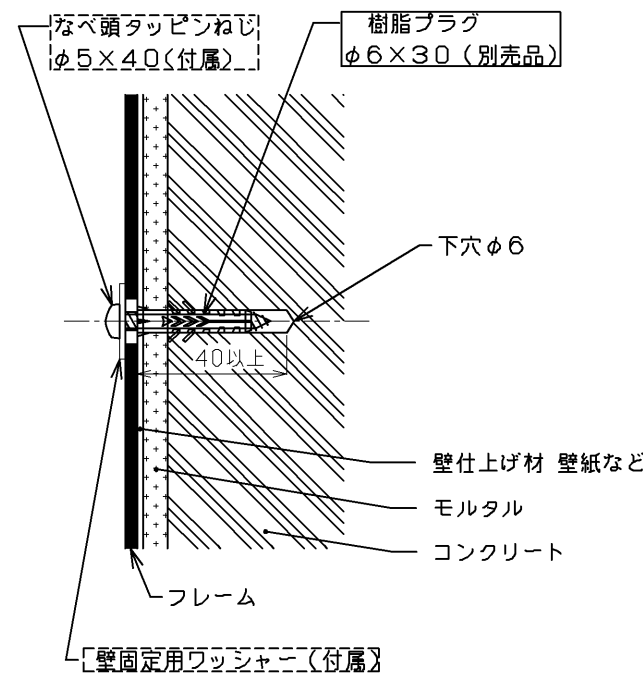 なべ頭タッピンねじ
φ5×40(付属)
樹脂プラグ
φ6×30(別売品)
下穴φ6
40以上
壁仕上げ材 壁紙など
モルタル
コンクリート
フレーム
壁固定用ワッシャー(付属)